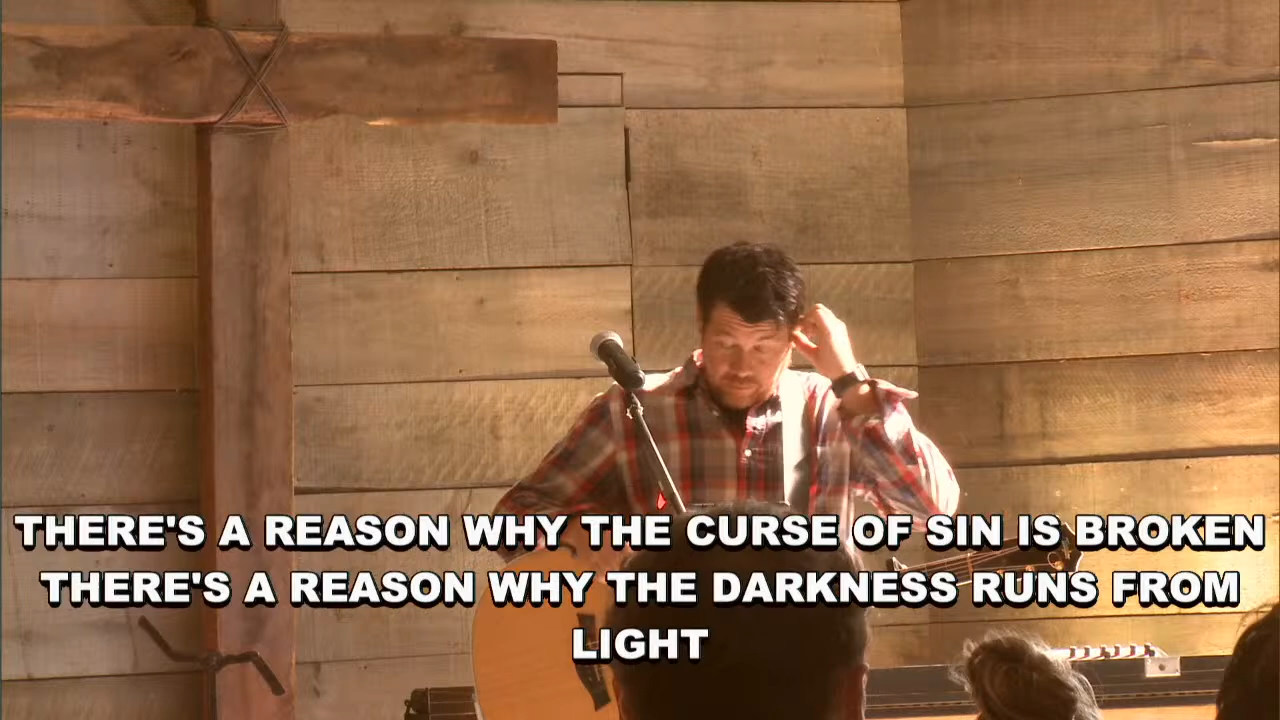 THERE'S A REASON WHY THE CURSE OF SIN IS BROKEN
THERE'S A REASON WHY THE DARKNESS RUNS FROM
LIGHT